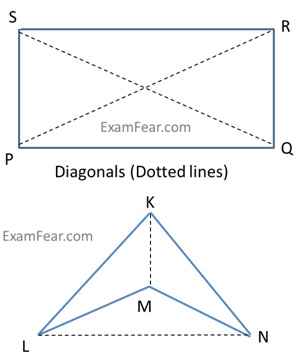 S R
ExamFear.com
P Q
Diagonals (Dotted lines)
K
ExamFear.com
M
L N